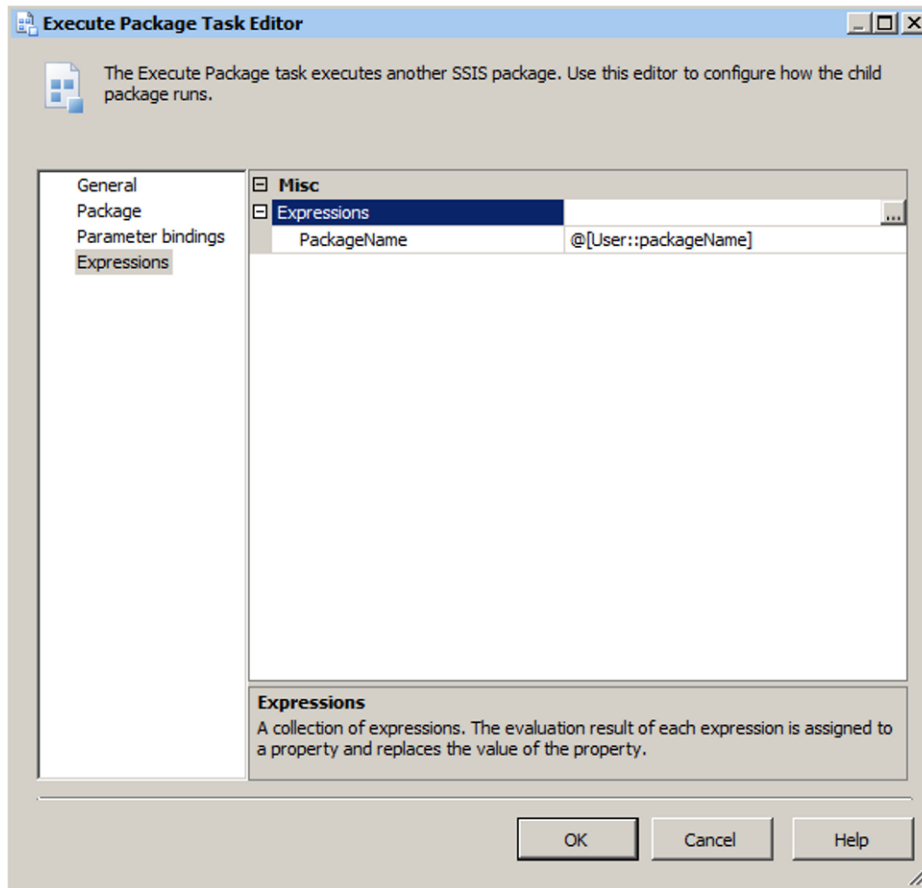 Execute Package Task Editor
The Execute Package task executes another SSIS package. Use this editor to configure how the child
package runs.
General
Package
Parameter bindings
Expressions
Misc
Expressions
...
PackageName @[User::packageName]
Expressions
A collection of expressions. The evaluation result of each expression is assigned to
a property and replaces the value of the property.
OK Cancel Help